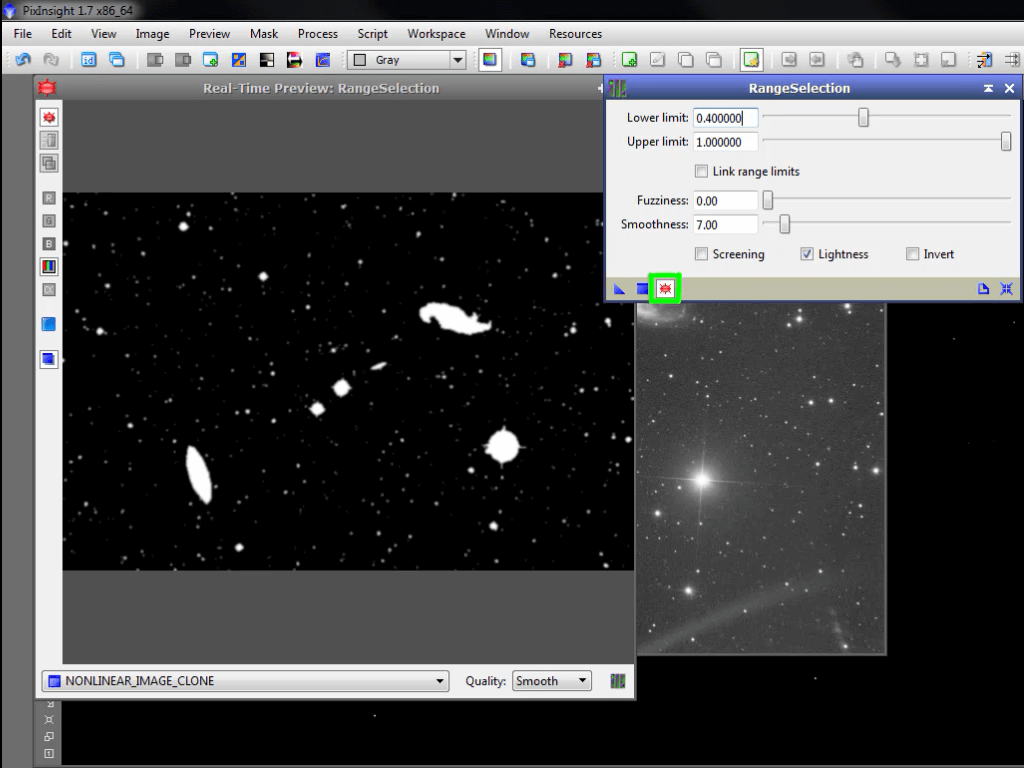 PixInsight 1.7 x86_64
File Edit View Image Preview Mask Process Script Workspace Window Resources
id Gray
Real-Time Preview: RangeSelection
RangeSelection
Lower limit: 0.400000
Upper limit: 1.000000
Link range limits
Fuzziness: 0.00
Smoothness: 7.00
Screening Lightness Invert
R
G
B
NONLINEAR_IMAGE_CLONE Quality: Smooth
1